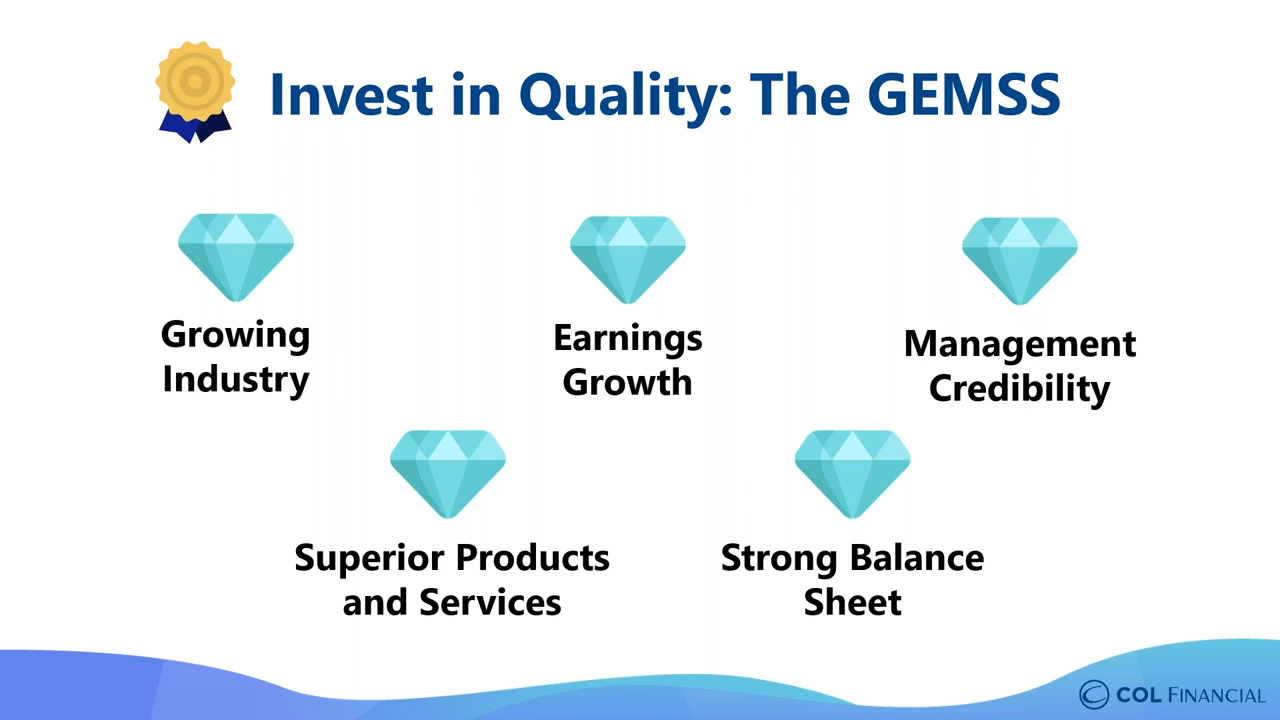 Invest in Quality: The GEMSS
Growing
Industry
Earnings
Growth
Management
Credibility
Superior Products
and Services
Strong Balance
Sheet
COL FINANCIAL